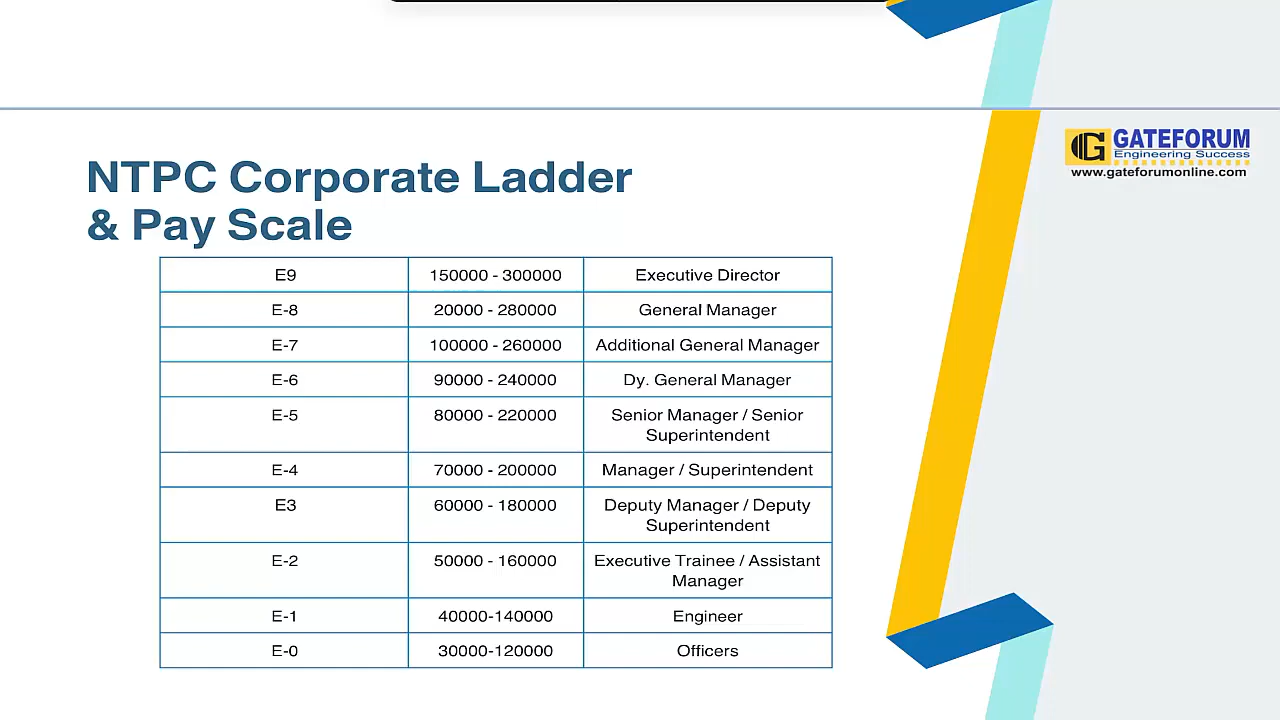 GATEFORUM
Engineering Success
www.gateforumonline.com
NTPC Corporate Ladder
& Pay Scale
E9 150000 - 300000 Executive Director
E-8 20000 - 280000 General Manager
E-7 100000 - 260000 Additional General Manager
E-6 90000 - 240000 Dy. General Manager
E-5 80000 - 220000 Senior Manager / Senior
Superintendent
E-4 70000 - 200000 Manager / Superintendent
E3 60000 - 180000 Deputy Manager / Deputy
Superintendent
E-2 50000 - 160000 Executive Trainee / Assistant
Manager
E-1 40000-140000 Engineer
E-0 30000-120000 Officers